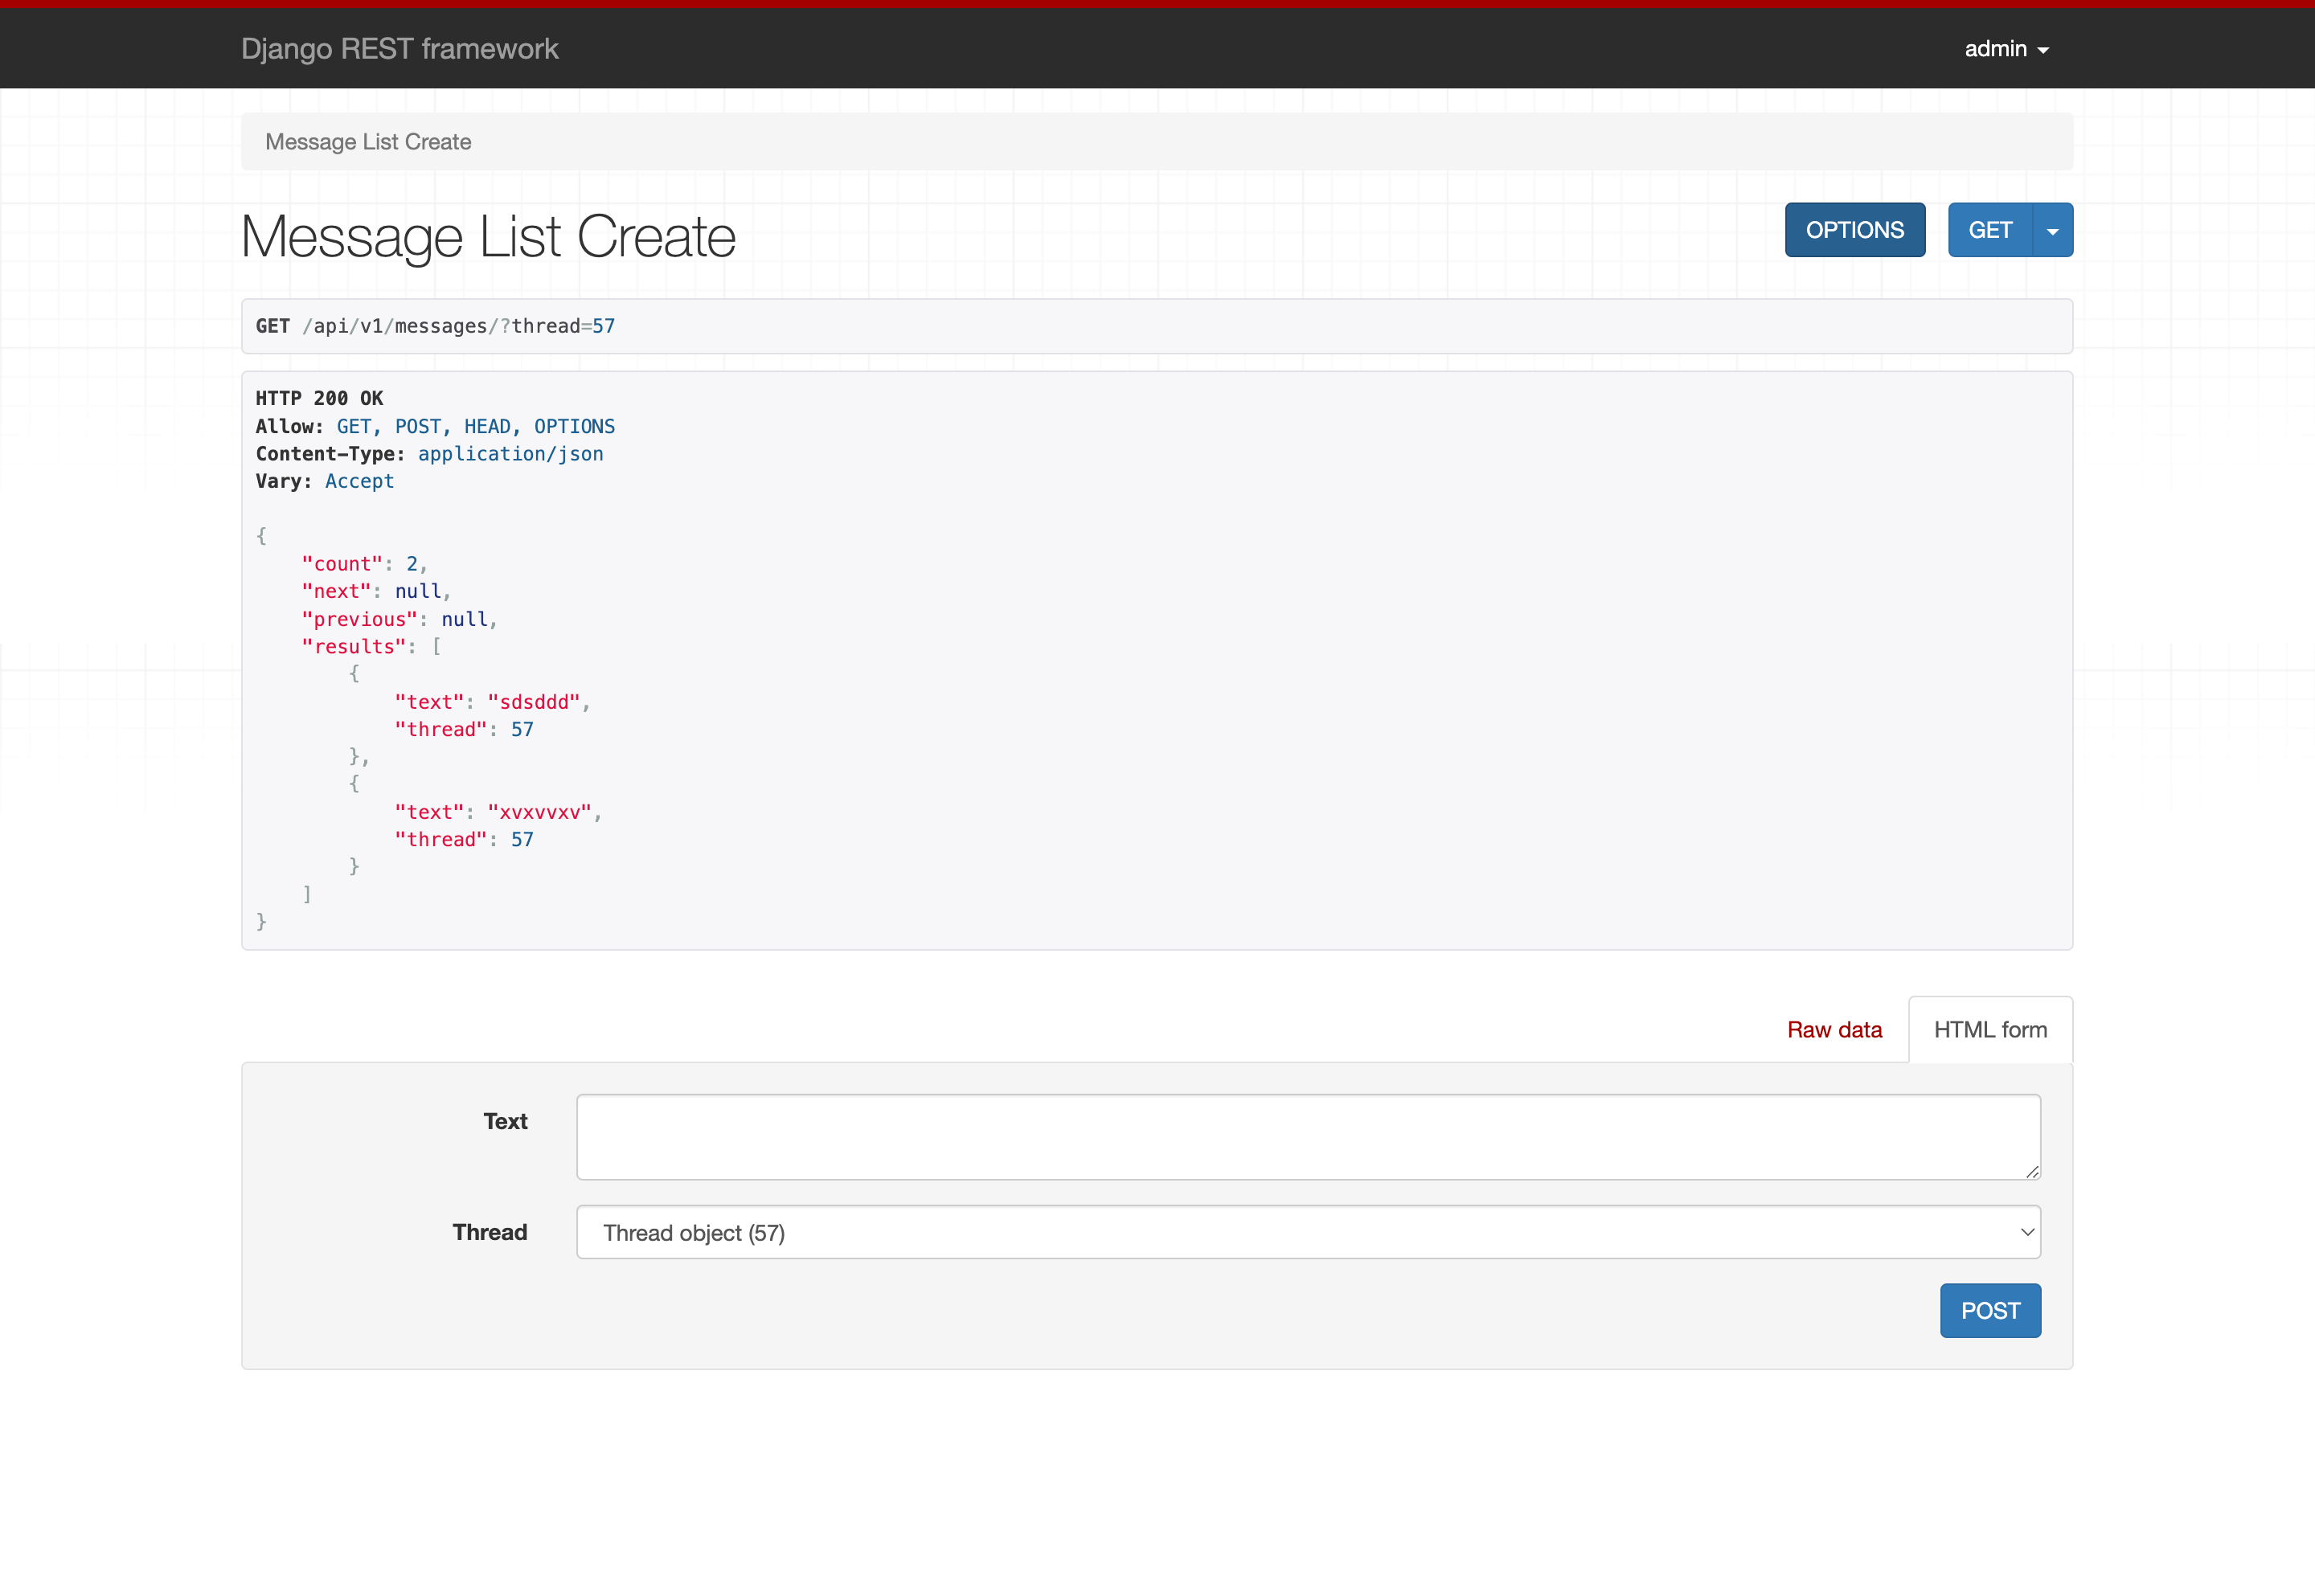 Django REST framework
admin
Message List Create
Message List Create
OPTIONS
GET
GET /api/v1/messages/?thread=57
HTTP 200 OK
Allow: GET, POST, HEAD, OPTIONS
Content-Type: application/json
Vary: Accept
{
    "count": 2,
    "next": null,
    "previous": null,
    "results": [
        {
            "text": "sdsddd",
            "thread": 57
        },
        {
            "text": "xvxvvxv",
            "thread": 57
        }
    ]
}
Raw data
HTML form
Text
Thread
Thread object (57)
POST